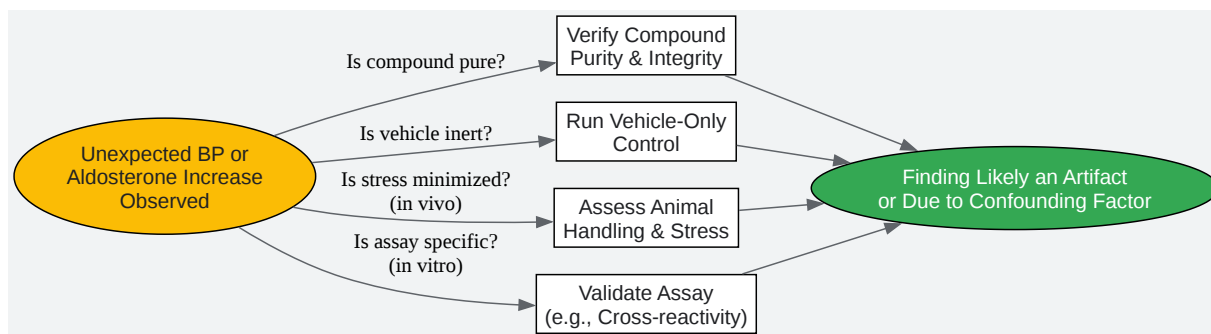 Unexpected BP or
Aldosterone Increase
Observed
Is compound pure?
Is vehicle inert?
Is stress minimized?
(in vivo)
Is assay specific?
(in vitro)
Verify Compound
Purity & Integrity
Run Vehicle-Only
Control
Assess Animal
Handling & Stress
Validate Assay
(e.g., Cross-reactivity)
Finding Likely an Artifact
or Due to Confounding Factor